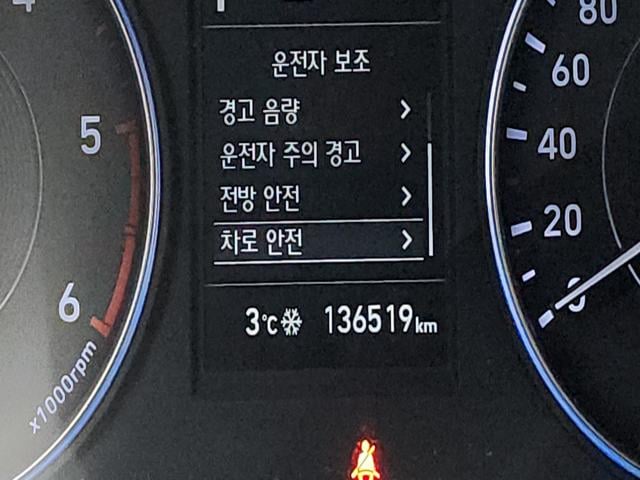 운전자 보조
경고 음량
운전자 주의 경고
전방 안전
차로 안전
3℃ 136519km
5
6
x1000rpm
80
60
40
20
0